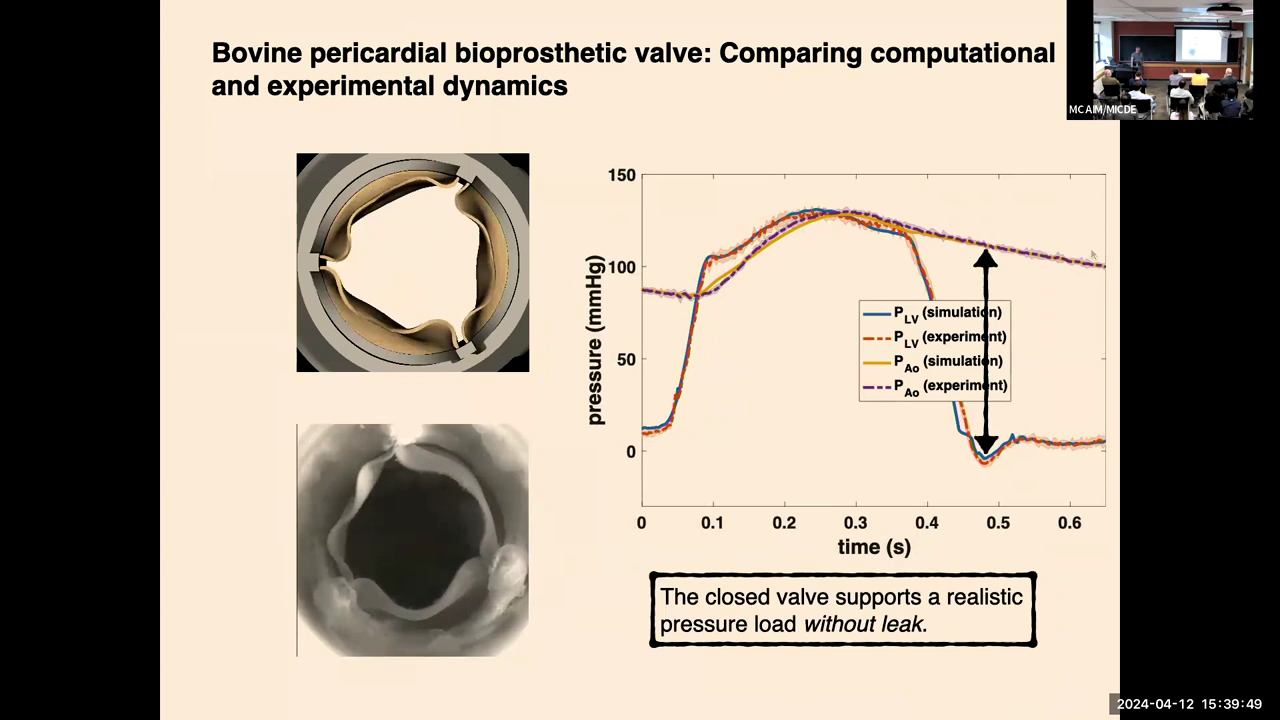 Bovine pericardial bioprosthetic valve: Comparing computational
and experimental dynamics
MCAIM/MICDE
150
100
50
0
pressure (mmHg)
P_LV (simulation)
P_LV (experiment)
P_Ao (simulation)
P_Ao (experiment)
0 0.1 0.2 0.3 0.4 0.5 0.6
time (s)
The closed valve supports a realistic
pressure load without leak.
2024-04-12 15:39:49